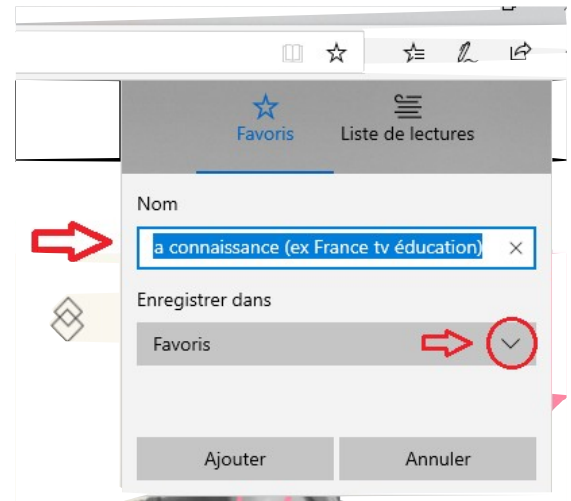 Favoris
Liste de lectures
Nom
a connaissance (ex France tv éducation)
Enregistrer dans
Favoris
Ajouter
Annuler